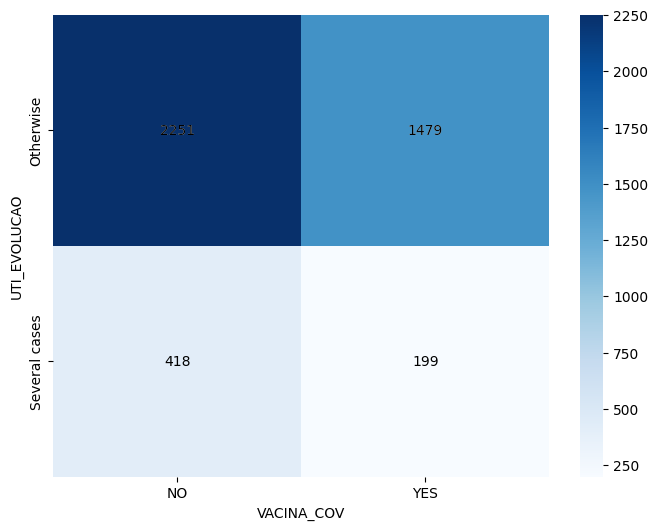 2250
2000
1750
1500
1250
1000
750
500
250
Otherwise
2251
1479
UTI_EVOLUCAO
Several cases
418
199
NO
YES
VACINA_COV